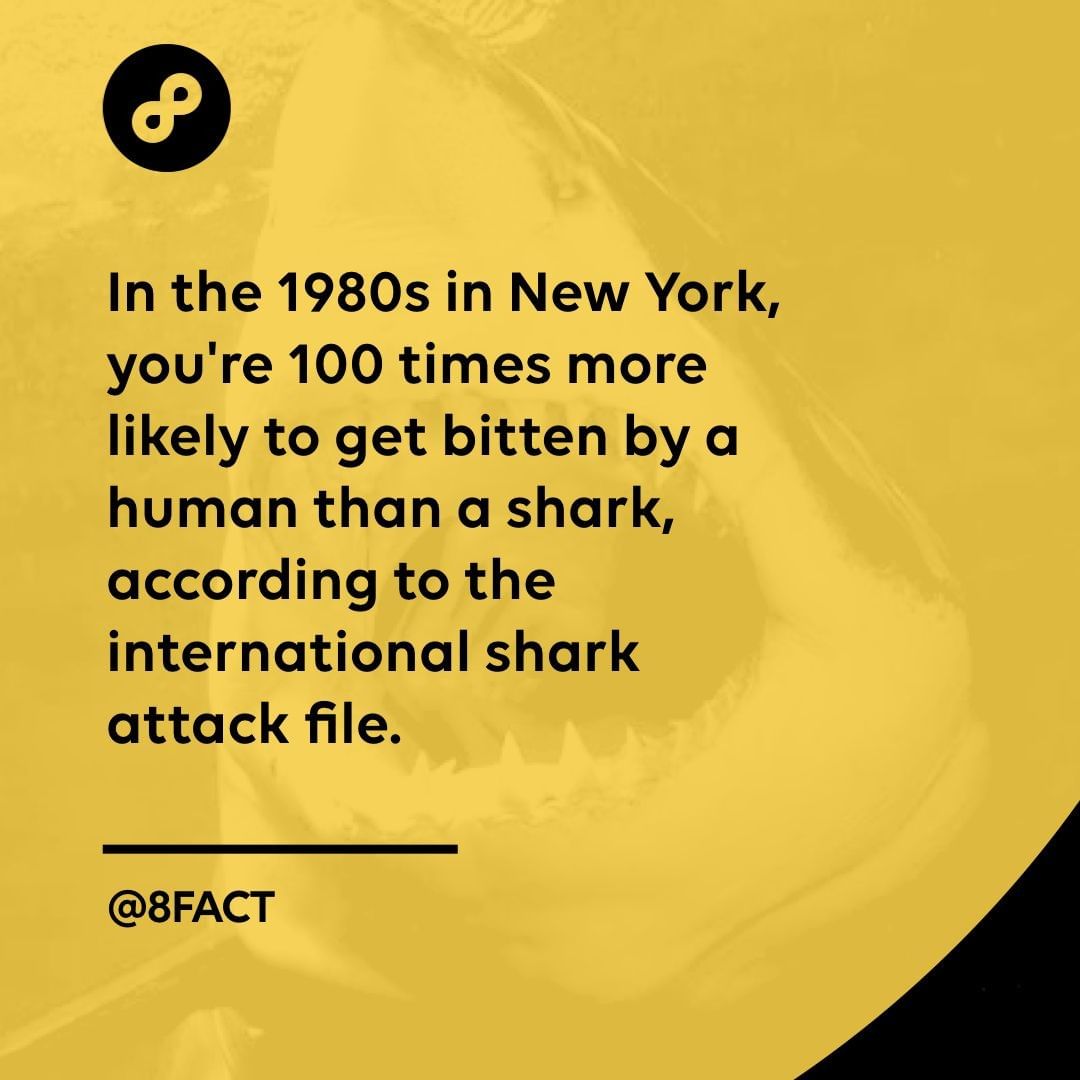 In the 1980s in New York,
you're 100 times more
likely to get bitten by a
human than a shark,
according to the
international shark
attack file.
@8FACT